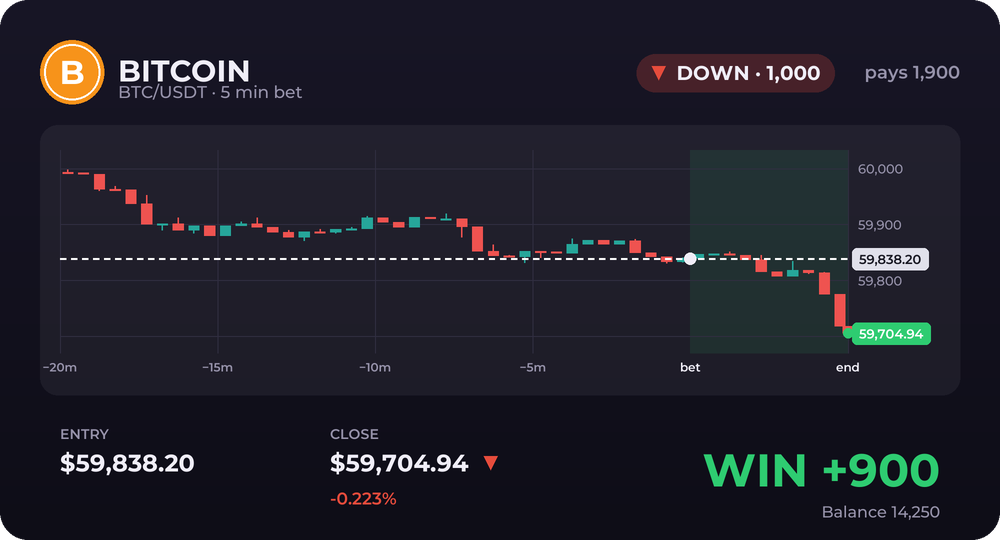 B
BITCOIN
BTC/USDT · 5 min bet
DOWN · 1,000
pays 1,900
60,000
59,900
59,838.20
59,800
59,704.94
−20m
−15m
−10m
−5m
bet
end
ENTRY
$59,838.20
CLOSE
$59,704.94
-0.223%
WIN +900
Balance 14,250